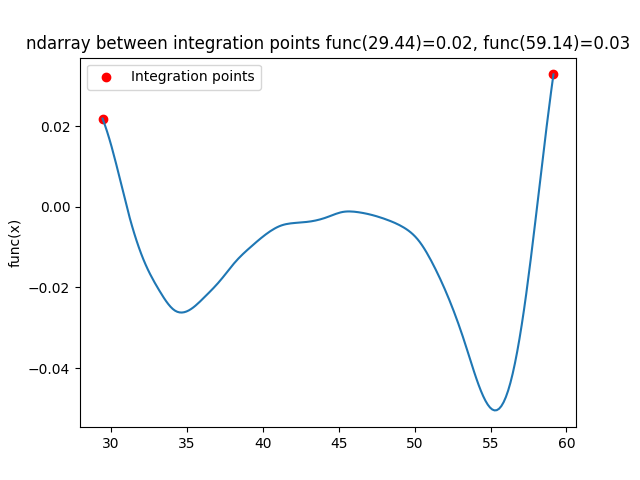 ndarray between integration points func(29.44)=0.02, func(59.14)=0.03
Integration points
func(x)
0.02
0.00
−0.02
−0.04
30 35 40 45 50 55 60